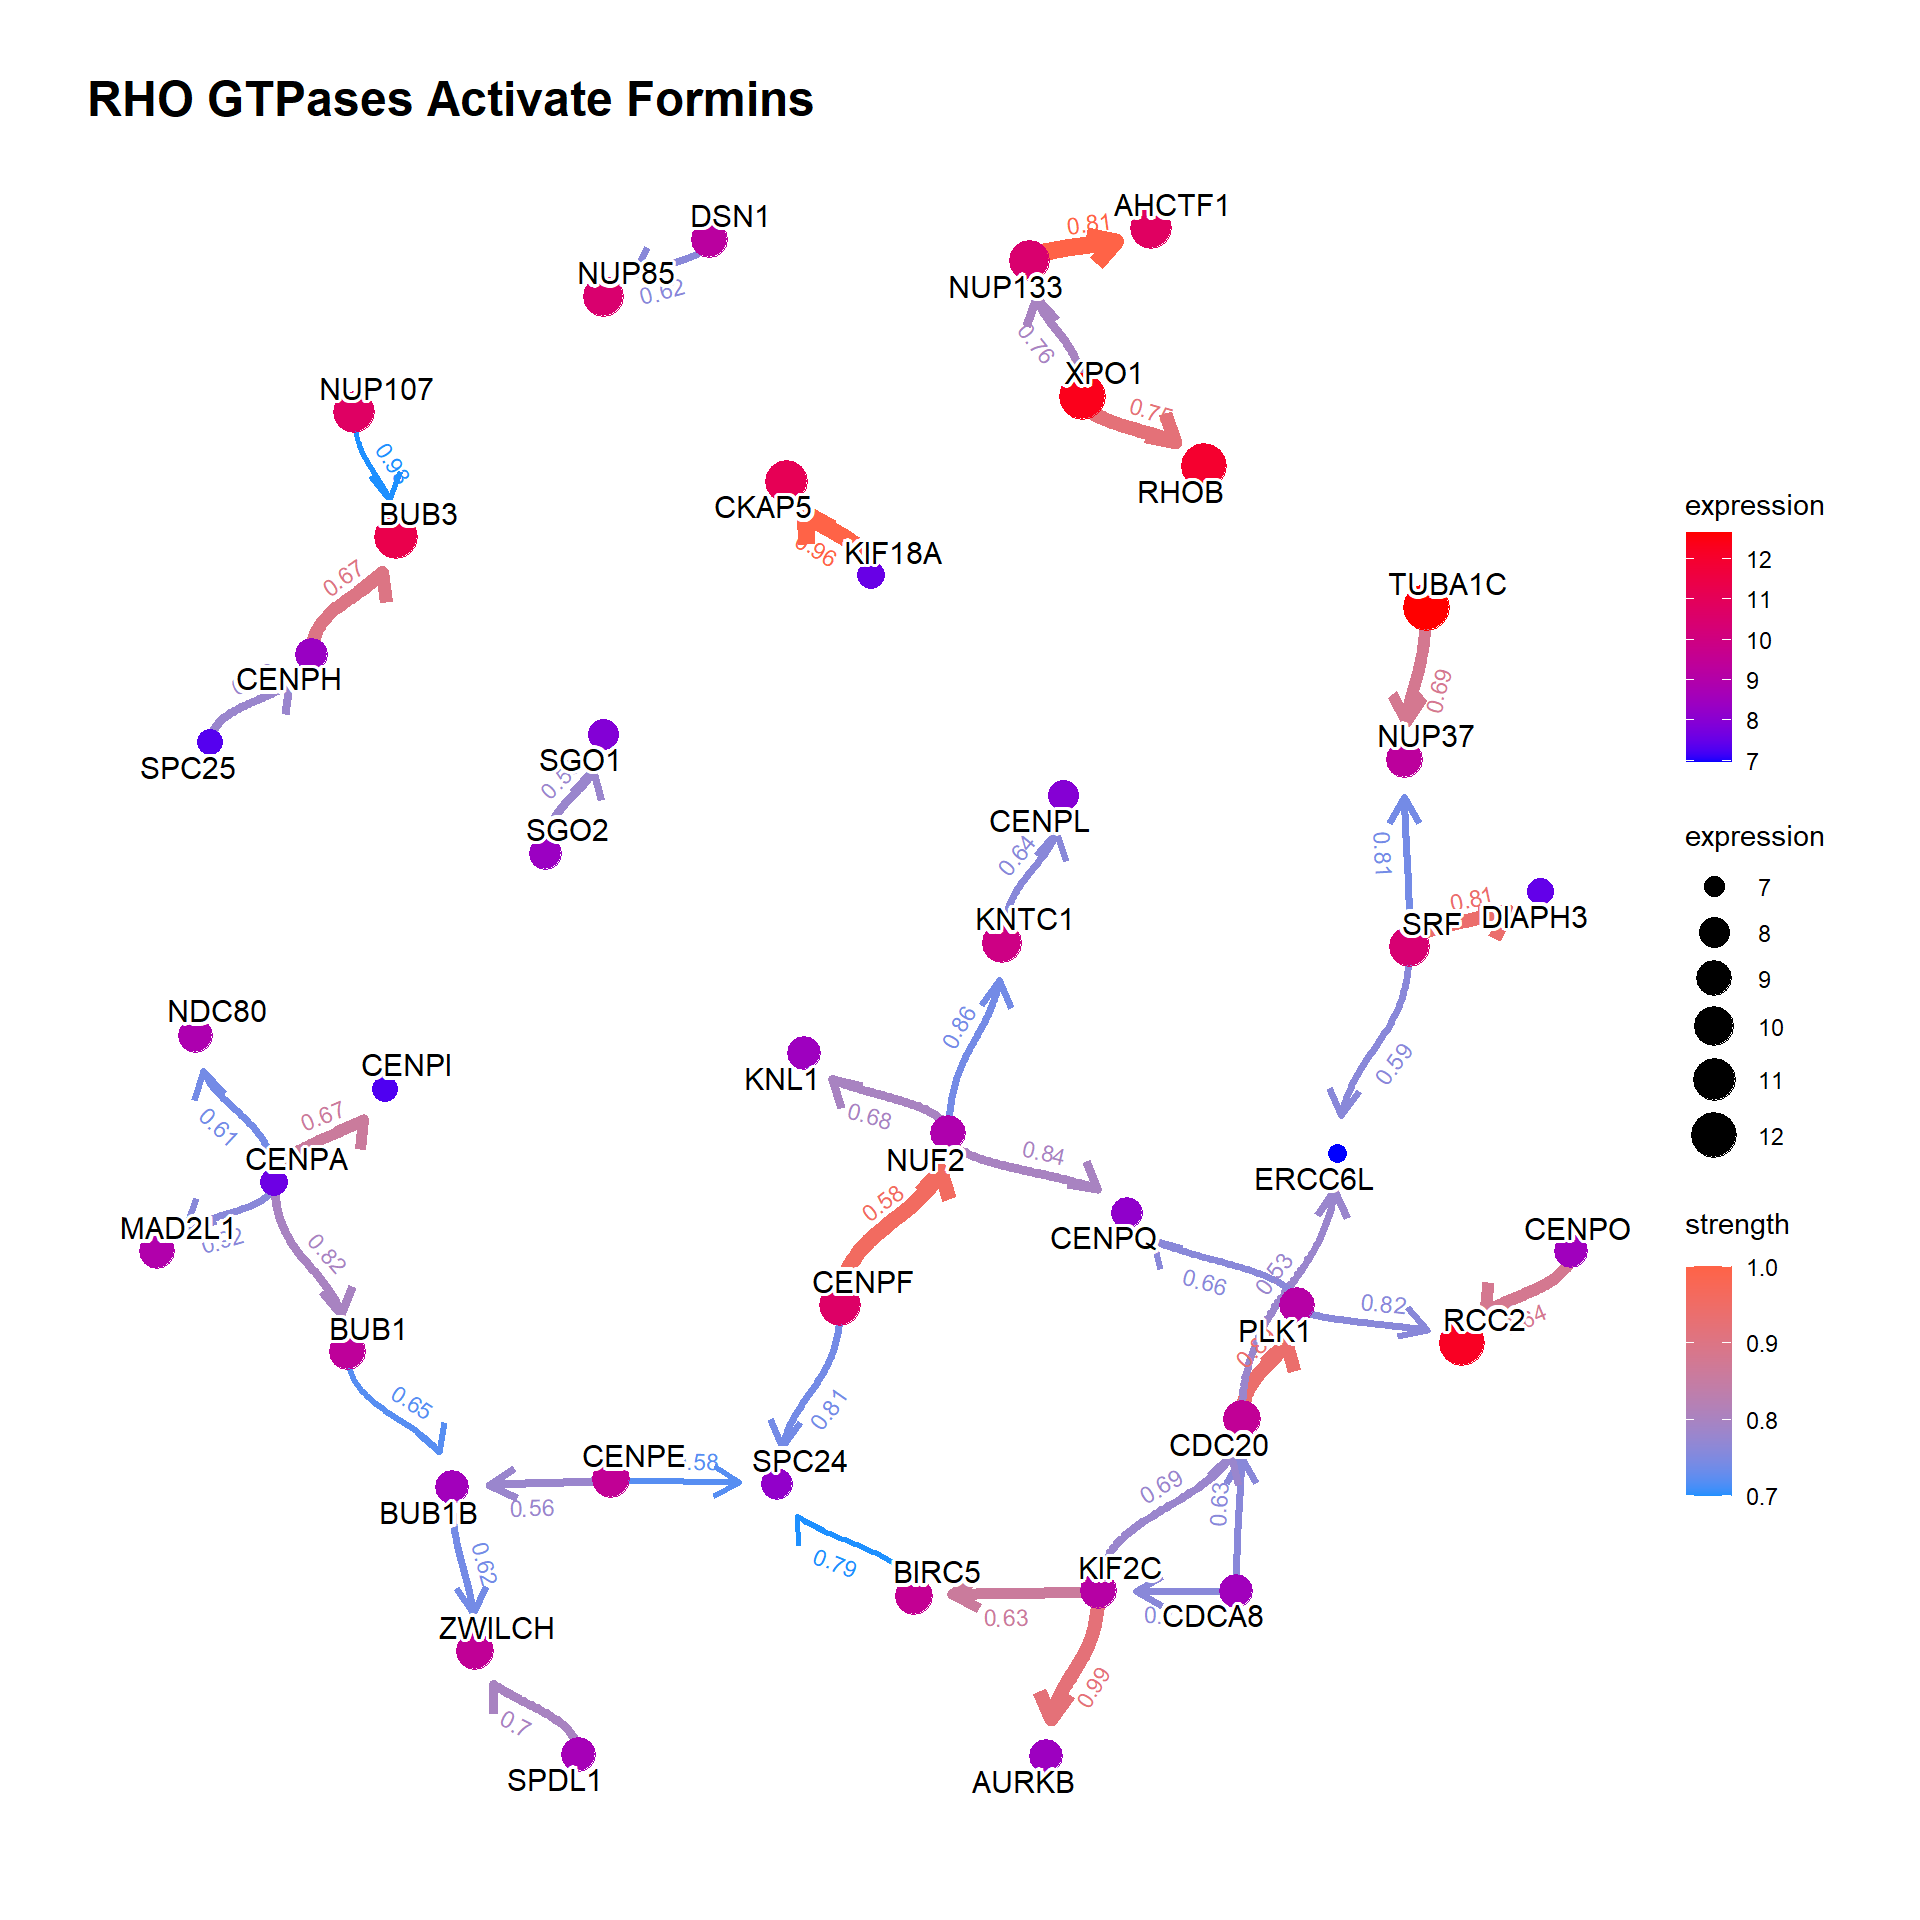 RHO GTPases Activate Formins
DSN1
NUP85
0.62
AHCTF1
0.81
NUP133
0.76
XPO1
0.75
RHOB
NUP107
0.98
BUB3
0.67
CENPH
SPC25
CKAP5
KIF18A
0.96
SGO1
SGO2
TUBA1C
0.69
NUP37
0.81
SRF
0.81
DIAPH3
0.59
ERCC6L
CENPL
0.64
KNTC1
0.86
KNL1
0.68
NUF2
0.84
CENPQ
0.58
CENPF
0.81
NDC80
CENPI
0.61
0.67
CENPA
MAD2L1
0.82
BUB1
0.65
CENPE
0.56
SPC24
BUB1B
0.62
ZWILCH
0.7
SPDL1
0.66
0.53
PLK1
0.82
CENPO
RCC2
CDC20
0.69
0.63
0.79
BIRC5
0.63
KIF2C
CDCA8
0.99
AURKB
expression
12
11
10
9
8
7
expression
7
8
9
10
11
12
strength
1.0
0.9
0.8
0.7